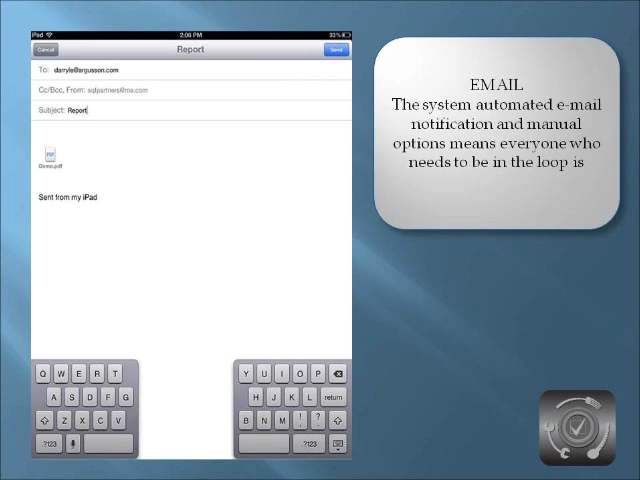 iPad
2:06 PM
83%
Cancel
Report
Send
To: darryle@argusson.com
Cc/Bcc, From: sqfpartners@me.com
Subject: Report
PDF
Demo.pdf
Sent from my iPad
Q W E R T
Y U I O P
A S D F G
H J K L return
Z X C V
B N M ! , ? .
.?123
.?123
EMAIL
The system automated e-mail
notification and manual
options means everyone who
needs to be in the loop is